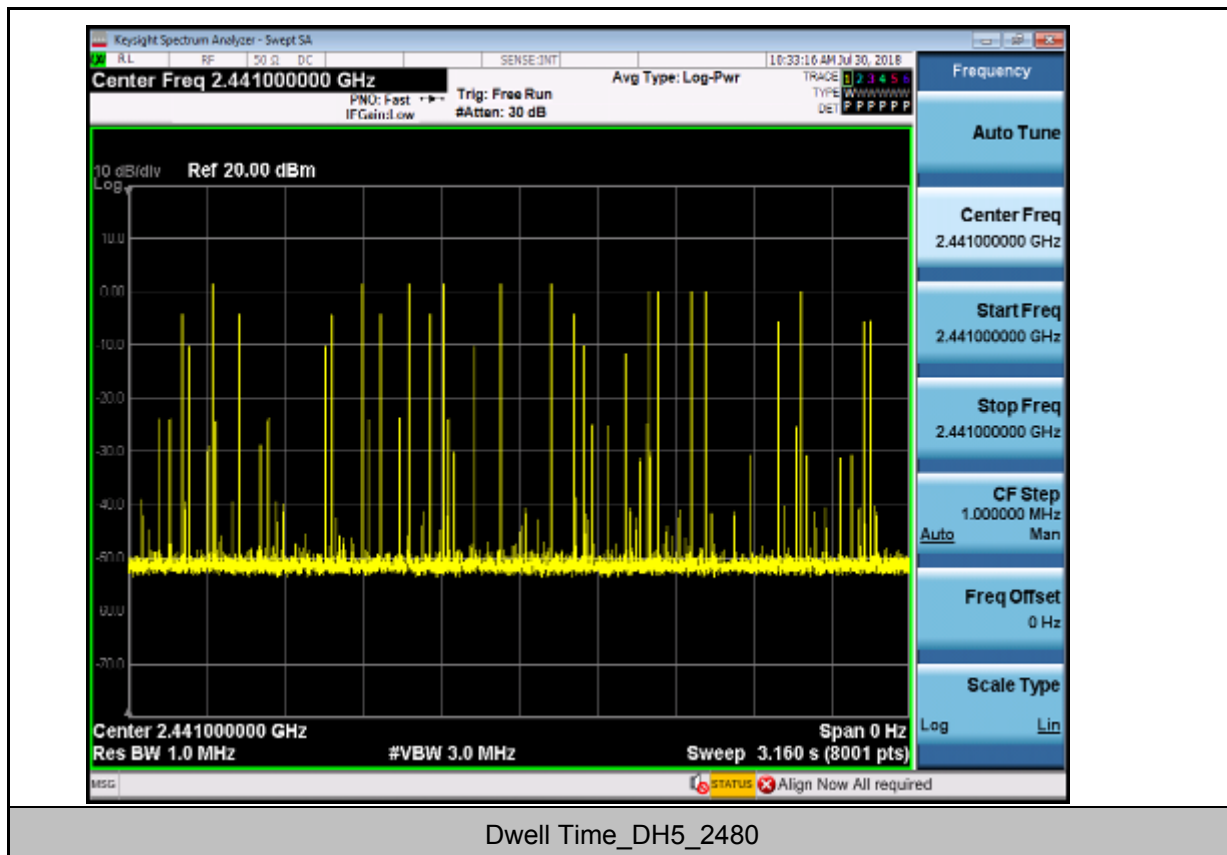 Keysight Spectrum Analyzer - Swept SA
RL RF 50 Ω DC SENSE:INT 10:33:16 AM Jul 30, 2018
Center Freq 2.441000000 GHz
PNO: Fast
IFGain:Low
Trig: Free Run
#Atten: 30 dB
Avg Type: Log-Pwr
TRACE 1 2 3 4 5 6
TYPE WWWWWW
DET P P P P P P
10 dB/div Ref 20.00 dBm
Log
10.0
0.00
-10.0
-20.0
-30.0
-40.0
-50.0
-60.0
-70.0
Center 2.441000000 GHz Span 0 Hz
Res BW 1.0 MHz #VBW 3.0 MHz Sweep 3.160 s (8001 pts)
MSG STATUS Align Now All required
Frequency
Auto Tune
Center Freq
2.441000000 GHz
Start Freq
2.441000000 GHz
Stop Freq
2.441000000 GHz
CF Step
1.000000 MHz
Auto Man
Freq Offset
0 Hz
Scale Type
Log Lin
Dwell Time_DH5_2480